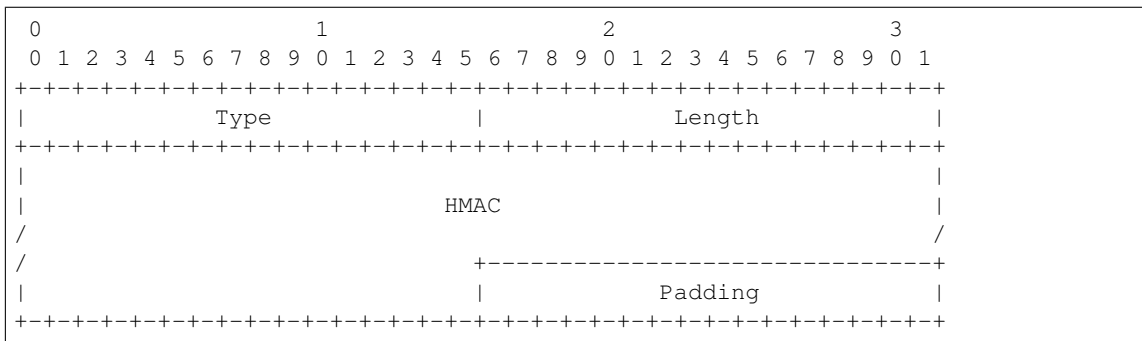 0                   1                   2                   3
 0 1 2 3 4 5 6 7 8 9 0 1 2 3 4 5 6 7 8 9 0 1 2 3 4 5 6 7 8 9 0 1
+-+-+-+-+-+-+-+-+-+-+-+-+-+-+-+-+-+-+-+-+-+-+-+-+-+-+-+-+-+-+-+-+
|             Type              |             Length            |
+-+-+-+-+-+-+-+-+-+-+-+-+-+-+-+-+-+-+-+-+-+-+-+-+-+-+-+-+-+-+-+-+
|                                                               |
|                             HMAC                              |
/                                                               /
/                               +-------------------------------+
|                               |            Padding            |
+-+-+-+-+-+-+-+-+-+-+-+-+-+-+-+-+-+-+-+-+-+-+-+-+-+-+-+-+-+-+-+-+